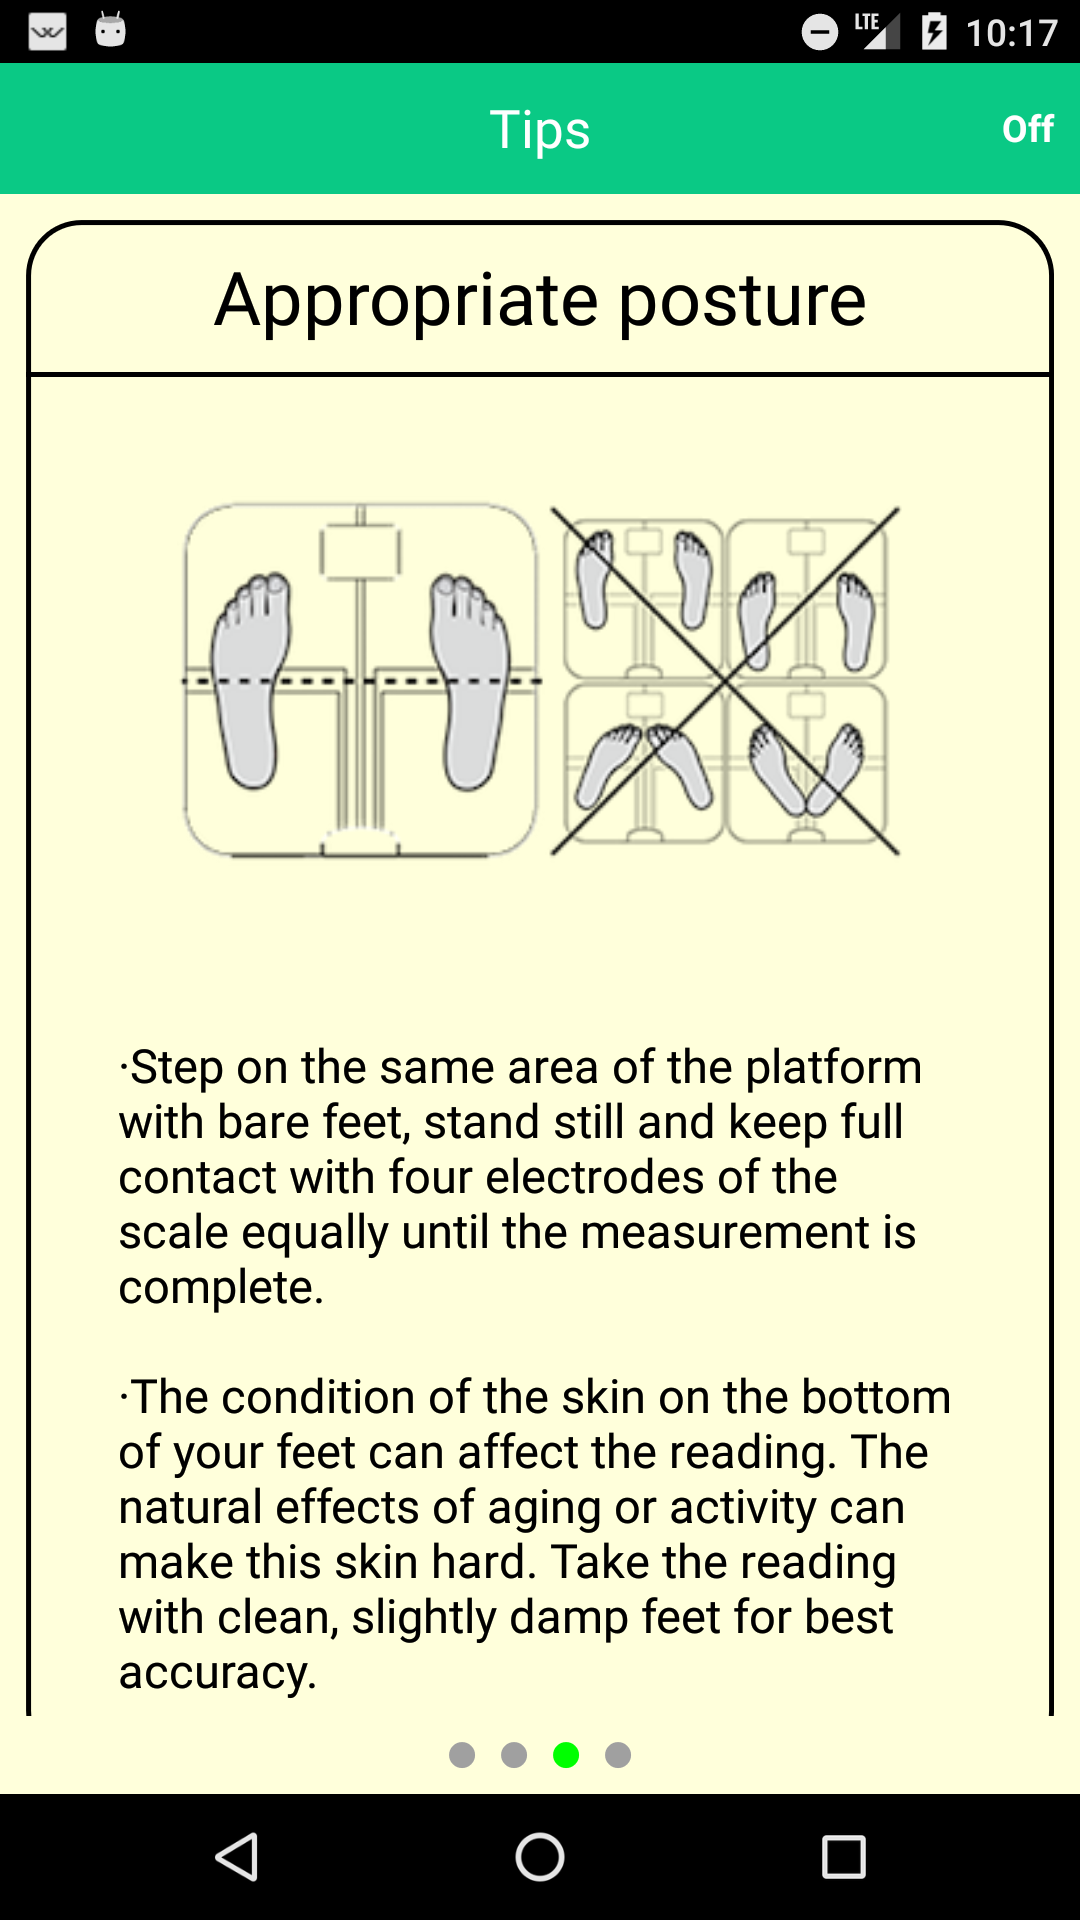 LTE
10:17
Tips
Off
Appropriate posture
·Step on the same area of the platform
with bare feet, stand still and keep full
contact with four electrodes of the
scale equally until the measurement is
complete.
·The condition of the skin on the bottom
of your feet can affect the reading. The
natural effects of aging or activity can
make this skin hard. Take the reading
with clean, slightly damp feet for best
accuracy.